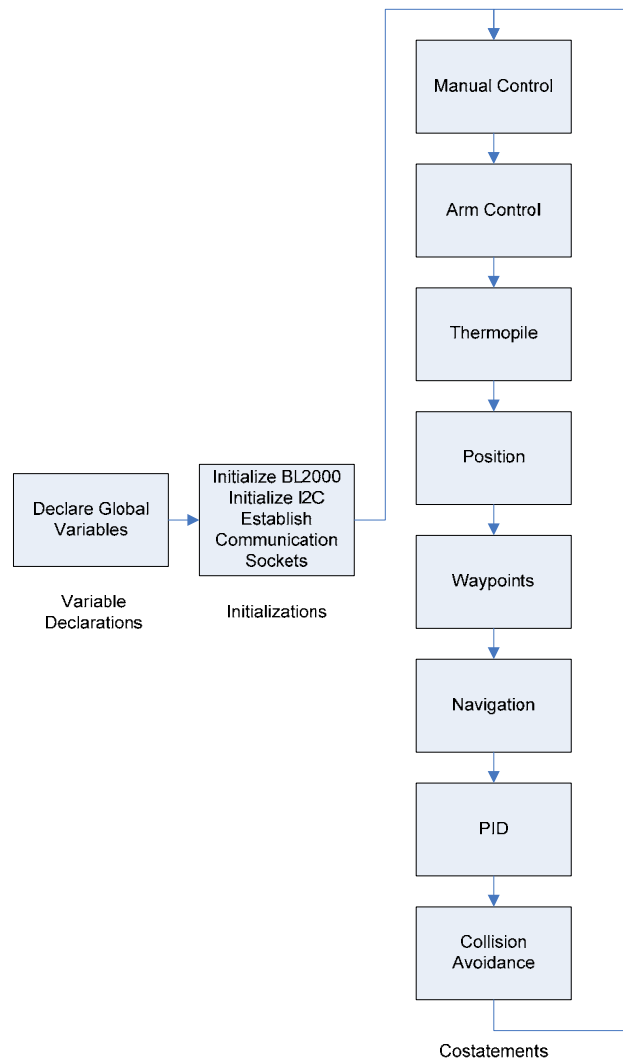 Declare Global
Variables
Variable
Declarations
Initialize BL2000
Initialize I2C
Establish
Communication
Sockets
Initializations
Manual Control
Arm Control
Thermopile
Position
Waypoints
Navigation
PID
Collision
Avoidance
Costatements